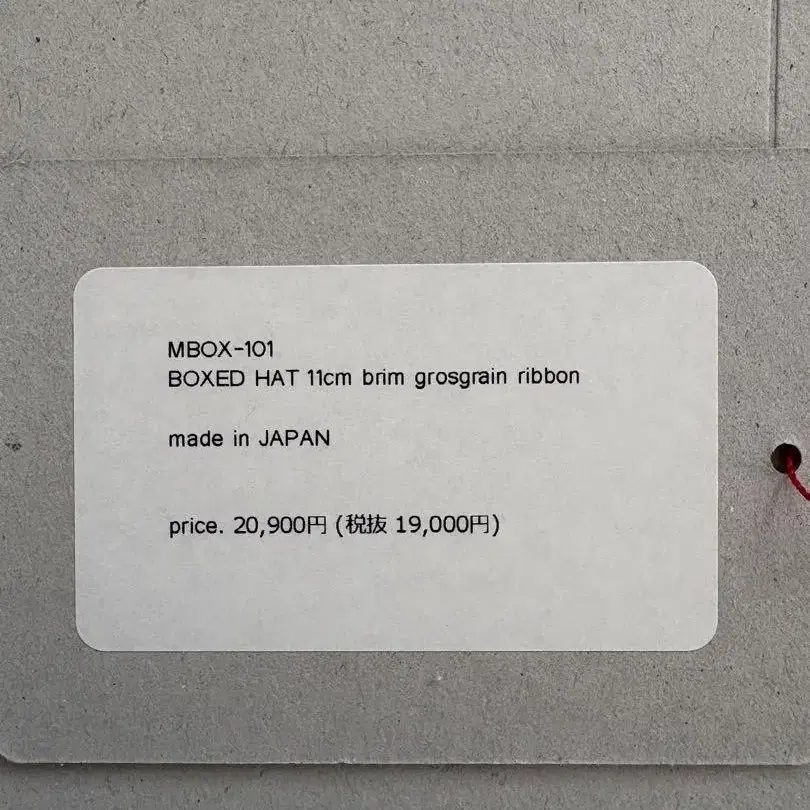 MBOX-101
BOXED HAT 11cm brim grosgrain ribbon
made in JAPAN
price. 20,900円 (税抜 19,000円)